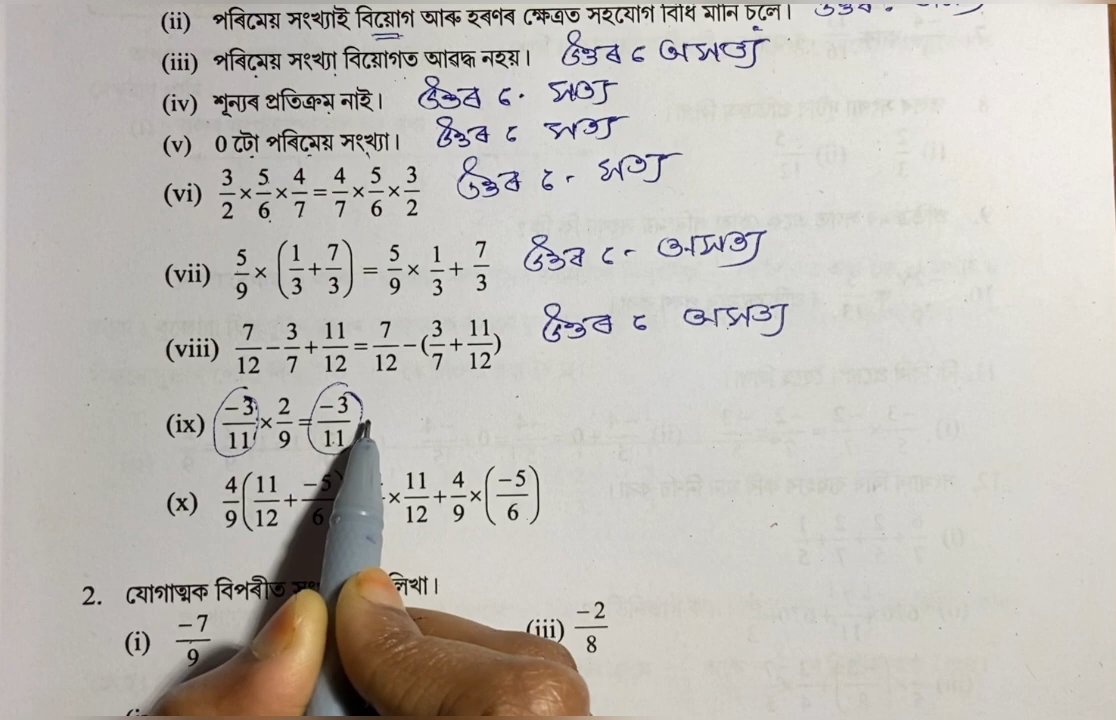 (ii) পৰিমেয় সংখ্যাই বিয়োগ আৰু হৰণৰ ক্ষেত্ৰত সহযোগ বিধি মানি চলে।
(iii) পৰিমেয় সংখ্যা বিয়োগত আৱদ্ধ নহয়। উত্তৰঃ অসত্য
(iv) শূন্যৰ প্ৰতিক্ৰম নাই। উত্তৰঃ- সত্য
(v) 0 টো পৰিমেয় সংখ্যা। উত্তৰঃ সত্য
(vi) 3/2 × 5/6 × 4/7 = 4/7 × 5/6 × 3/2 উত্তৰঃ- সত্য
(vii) 5/9 × (1/3 + 7/3) = 5/9 × 1/3 + 7/3 উত্তৰঃ- অসত্য
(viii) 7/12 − 3/7 + 11/12 = 7/12 − (3/7 + 11/12) উত্তৰঃ অসত্য
(ix) −3/11 × 2/9 = −3/11
(x) 4/9 (11/12 + −5/6 × 11/12 + 4/9 × (−5/6)
2. যোগাত্মক বিপৰীত লিখা।
(i) −7/9 (iii) −2/8